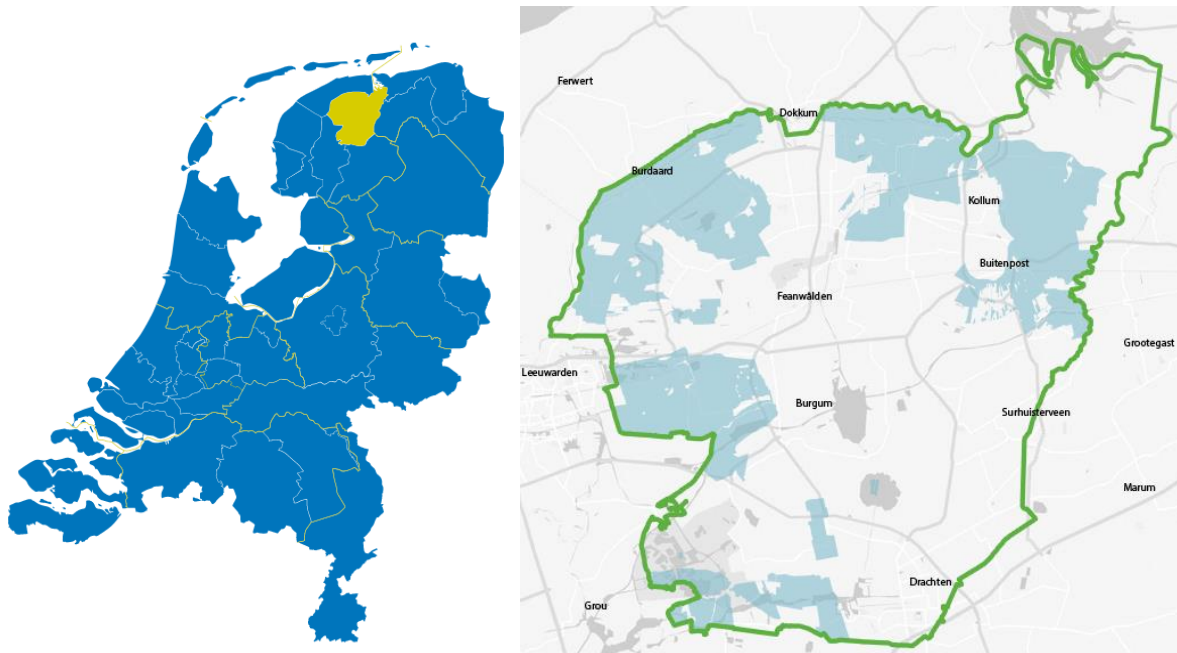 Ferwert
Dokkum
Burdaard
Kollum
Buitenpost
Feanwâlden
Grootegast
Leeuwarden
Burgum
Surhuisterveen
Marum
Drachten
Grou